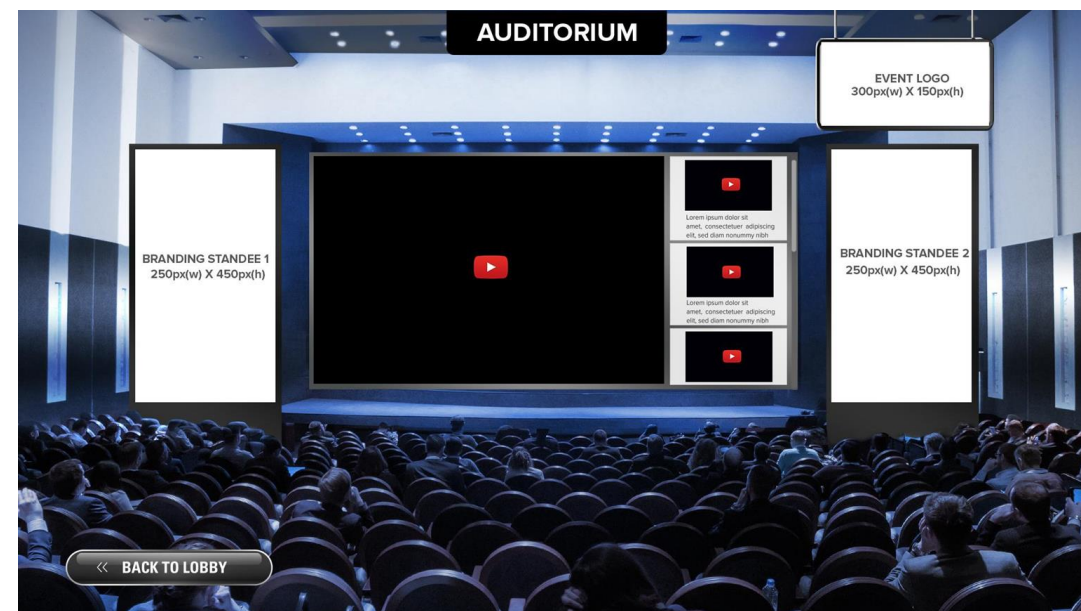 AUDITORIUM
EVENT LOGO
300px(w) X 150px(h)
BRANDING STANDEE 1
250px(w) X 450px(h)
Lorem ipsum dolor sit
amet, consectetuer adipiscing
elit, sed diam nonummy nibh
Lorem ipsum dolor sit
amet, consectetuer adipiscing
elit, sed diam nonummy nibh
BRANDING STANDEE 2
250px(w) X 450px(h)
<< BACK TO LOBBY